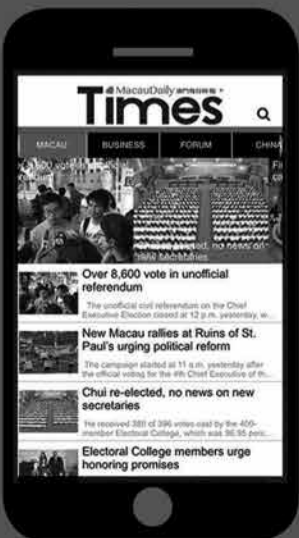 MacauDaily
Times
MACAU BUSINESS FORUM CHINA
Over 8,600 vote in unofficial
referendum
The unofficial civil referendum on the Chief
Executive Election closed at 12 p.m. yesterday, w...
New Macau rallies at Ruins of St.
Paul's urging political reform
The campaign started at 11 a.m. yesterday after
the official voting for the 4th Chief Executive of th...
Chui re-elected, no news on new
secretaries
He received 380 of 396 votes cast by the 400-
member Electoral College, which was 96.95 perc...
Electoral College members urge
honoring promises